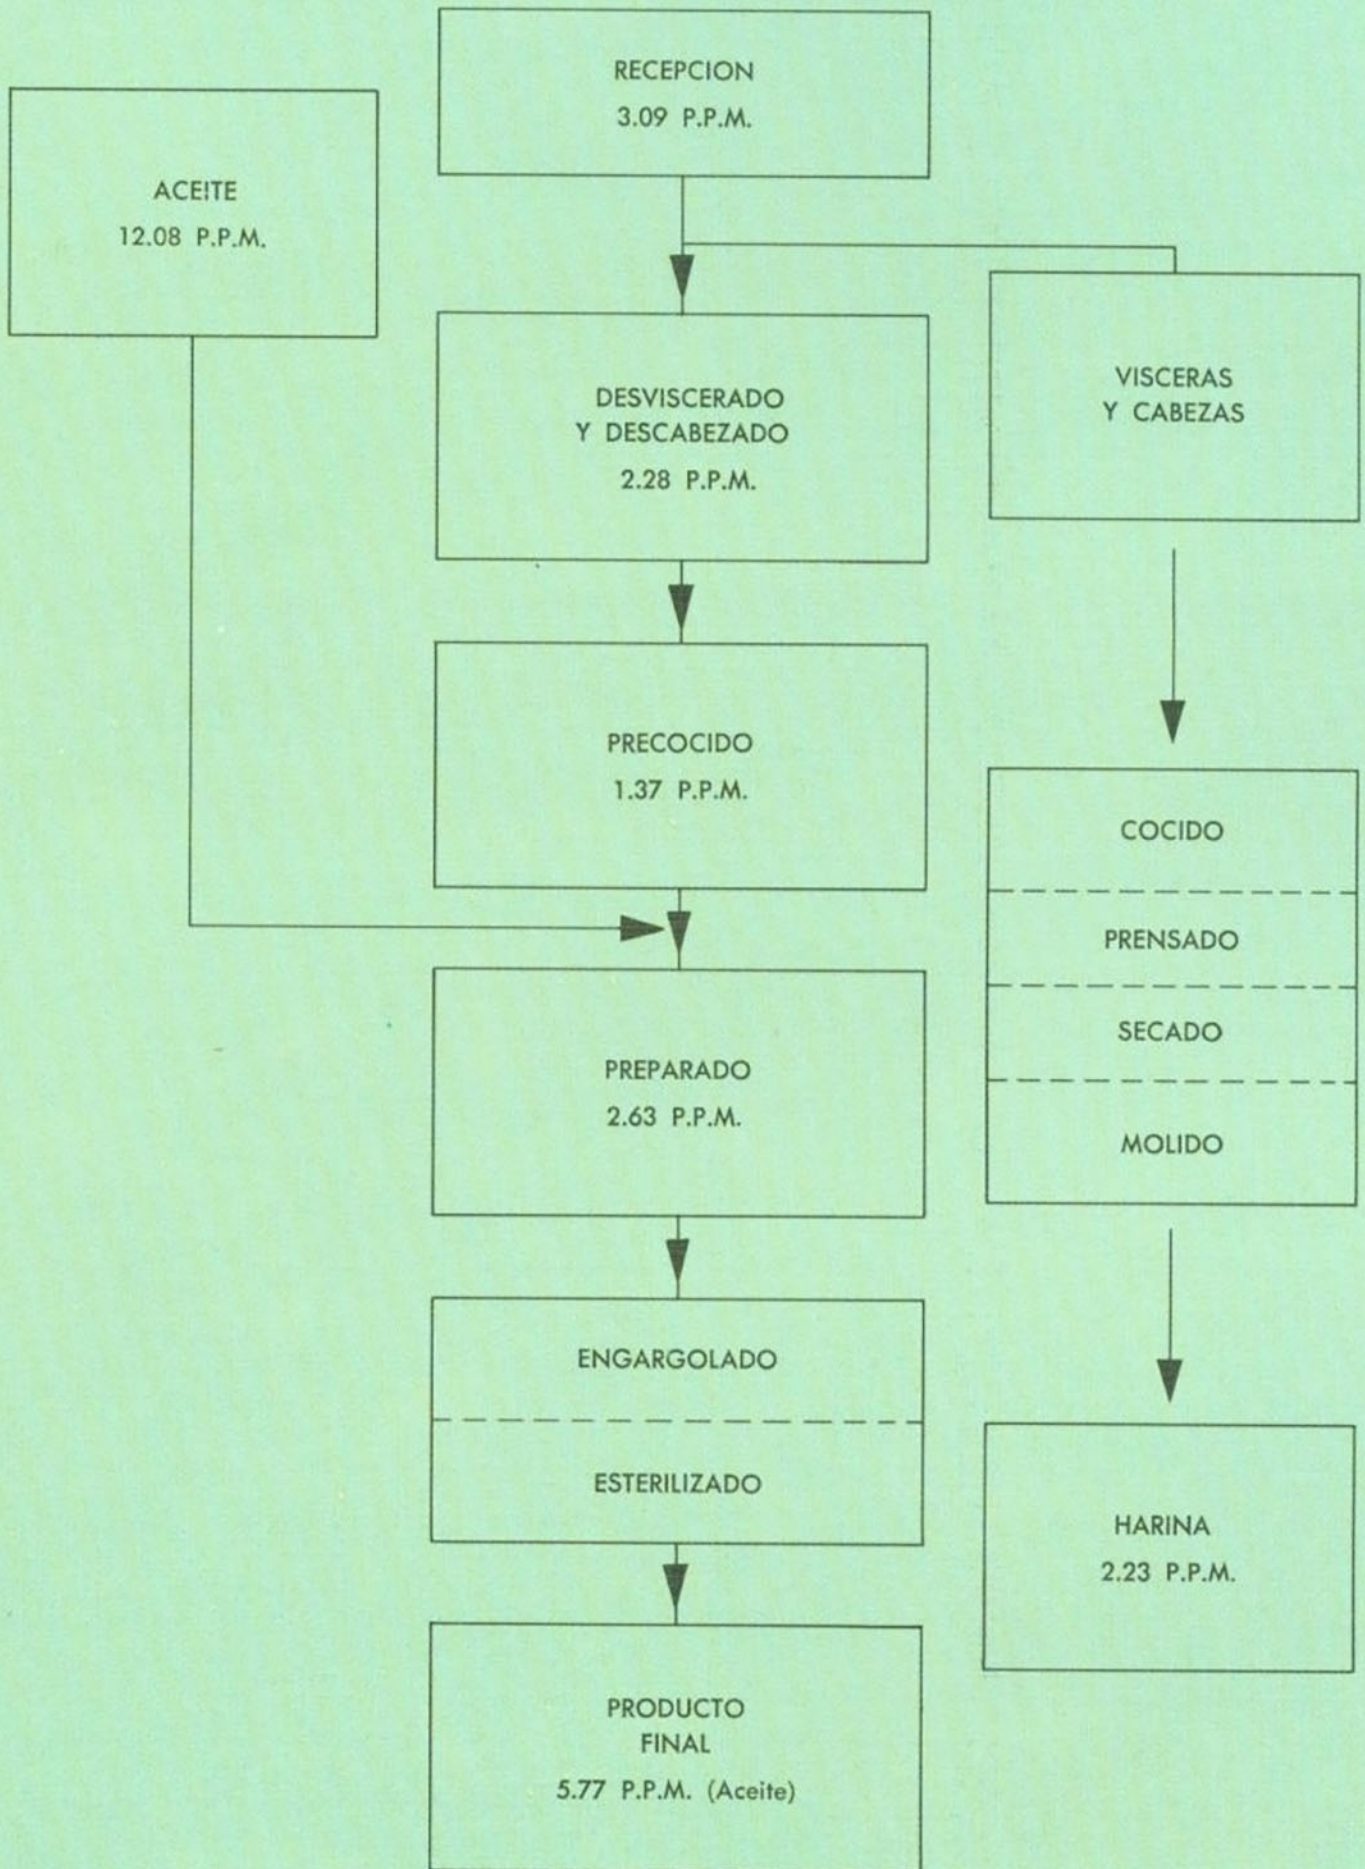 RECEPCION
3.09 P.P.M.
ACEITE
12.08 P.P.M.
DESVISCERADO
Y DESCABEZADO
2.28 P.P.M.
VISCERAS
Y CABEZAS
PRECOCIDO
1.37 P.P.M.
COCIDO
PRENSADO
SECADO
MOLIDO
PREPARADO
2.63 P.P.M.
ENGARGOLADO
ESTERILIZADO
HARINA
2.23 P.P.M.
PRODUCTO
FINAL
5.77 P.P.M. (Aceite)